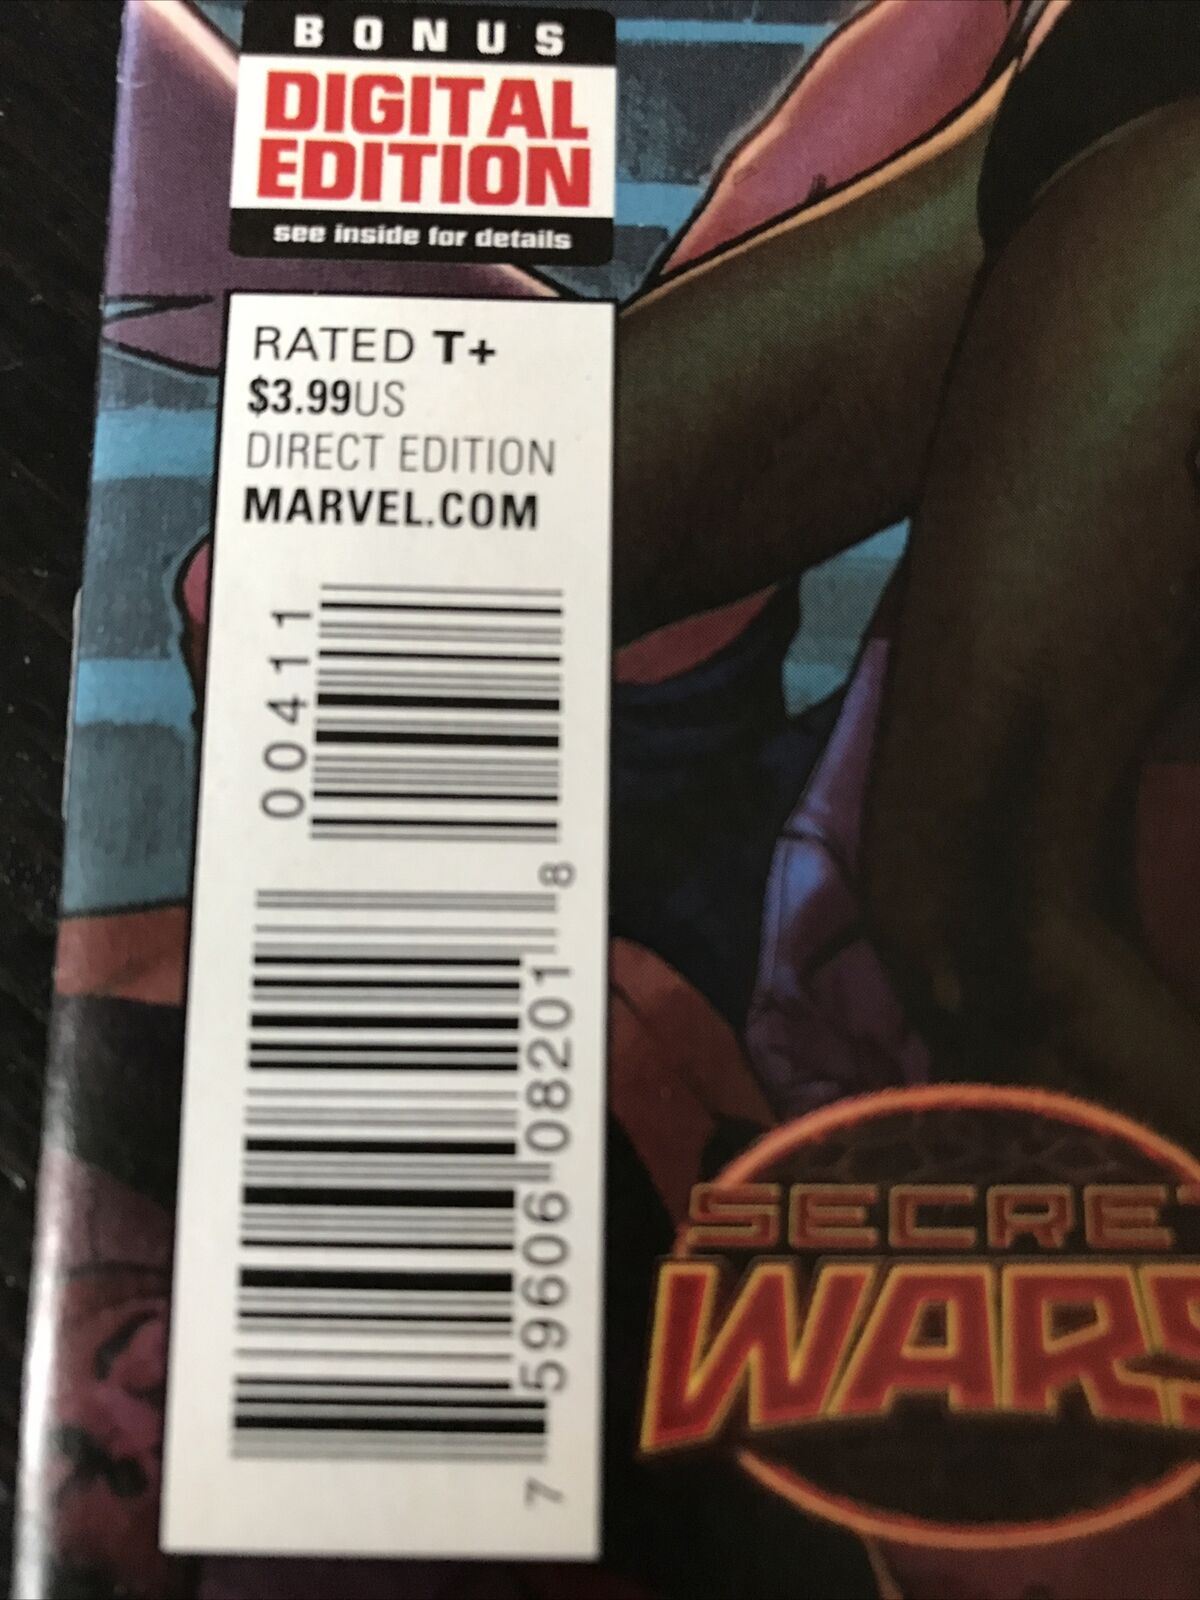 BONUS
DIGITAL
EDITION
see inside for details
RATED T+
$3.99US
DIRECT EDITION
MARVEL.COM
00411
7 59606 08201 8
SECRET
WARS